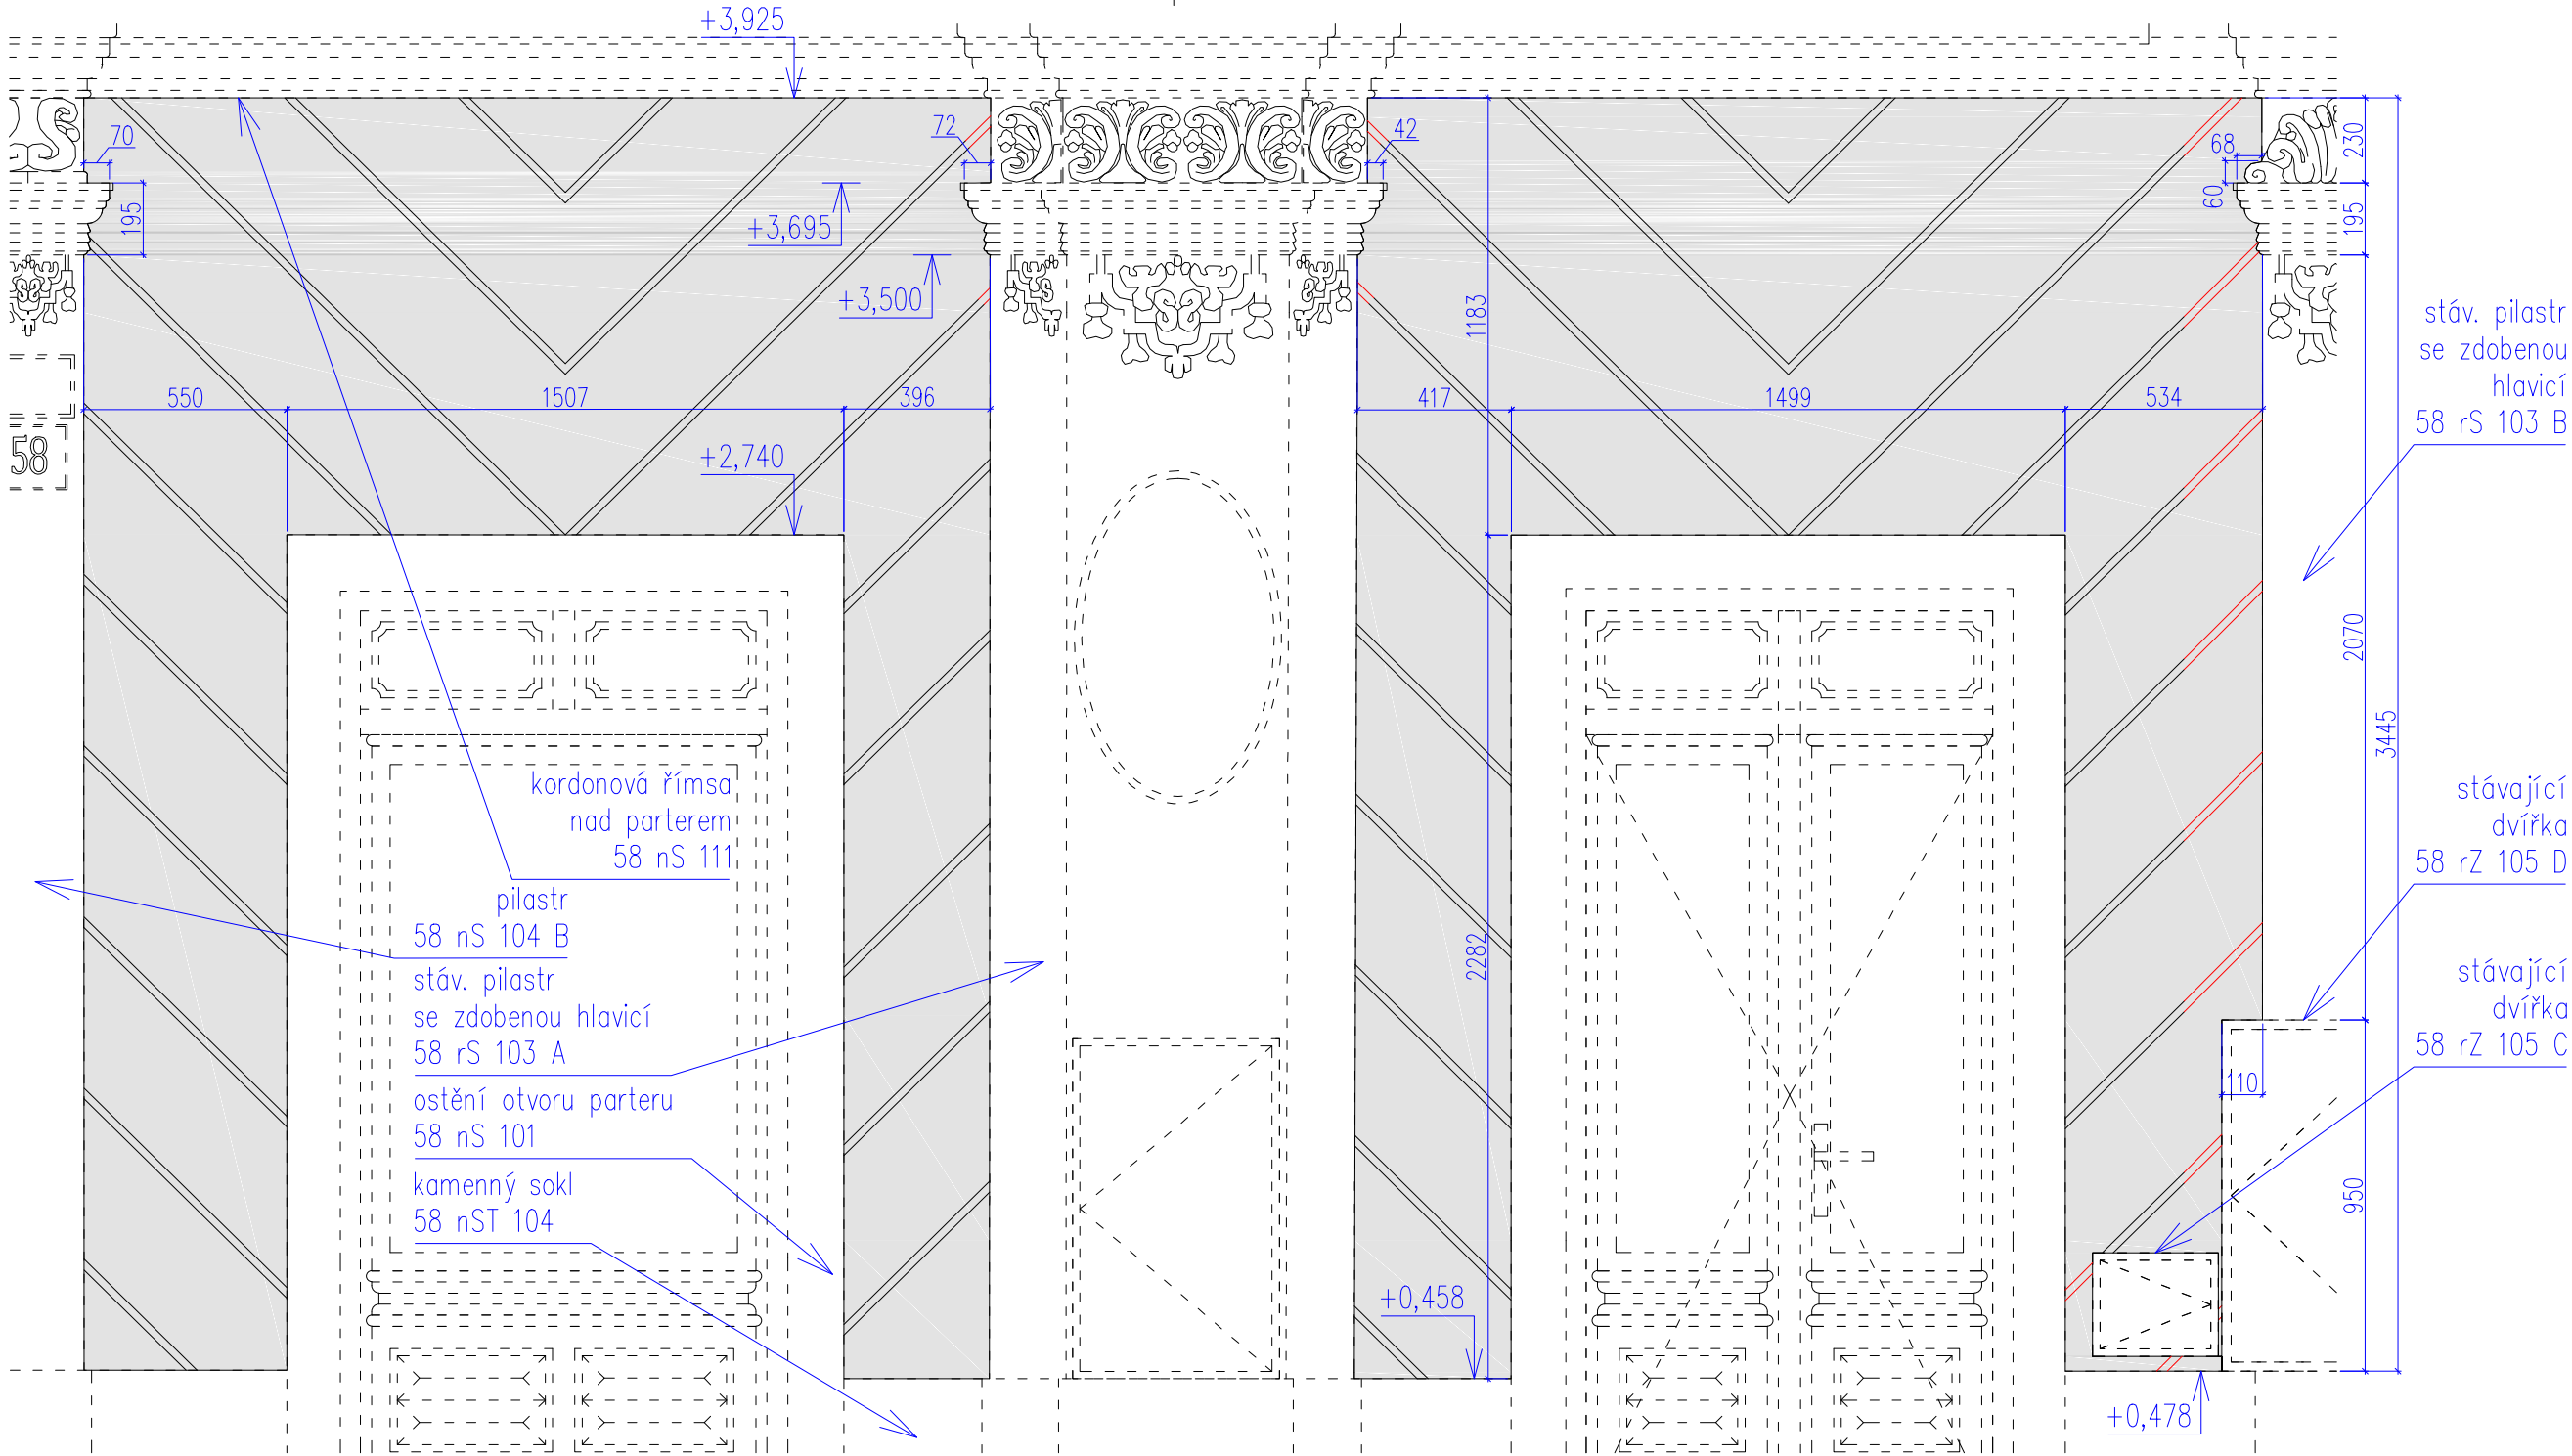 +3,925
70
72
42
68
230
60
195
195
+3,695
+3,500
1183
stáv. pilastr
se zdobenou
hlavicí
58 rS 103 B
550
1507
396
417
1499
534
58
+2,740
2070
3445
kordonová římsa
nad parterem
58 nS 111
pilastr
58 nS 104 B
stáv. pilastr
se zdobenou hlavicí
58 rS 103 A
ostění otvoru parteru
58 nS 101
kamenný sokl
58 nST 104
2282
stávající
dvířka
58 rZ 105 D
stávající
dvířka
58 rZ 105 C
110
950
+0,458
+0,478